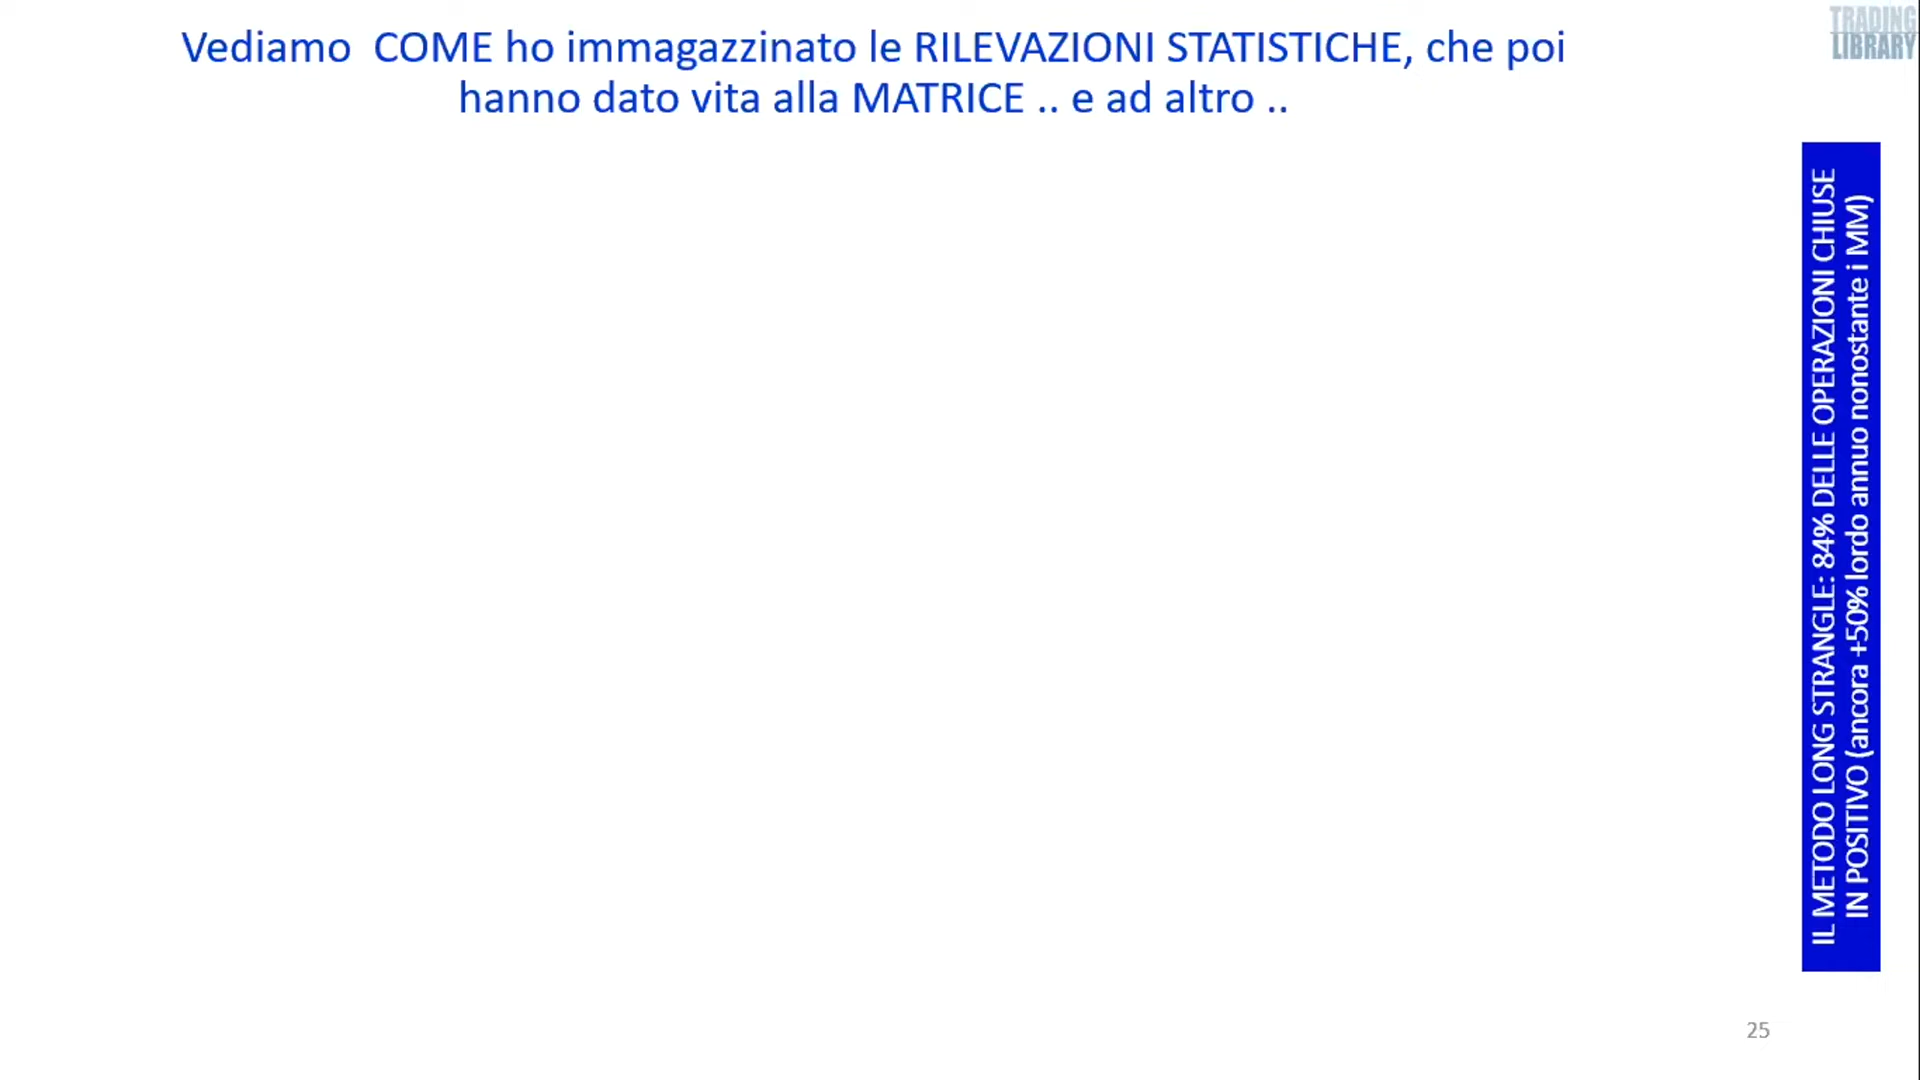 Vediamo  COME ho immagazzinato le RILEVAZIONI STATISTICHE, che poi
hanno dato vita alla MATRICE .. e ad altro ..
TRADING
LIBRARY
IL METODO LONG STRANGLE: 84% DELLE OPERAZIONI CHIUSE
IN POSITIVO (ancora +50% lordo annuo nonostante i MM)
25